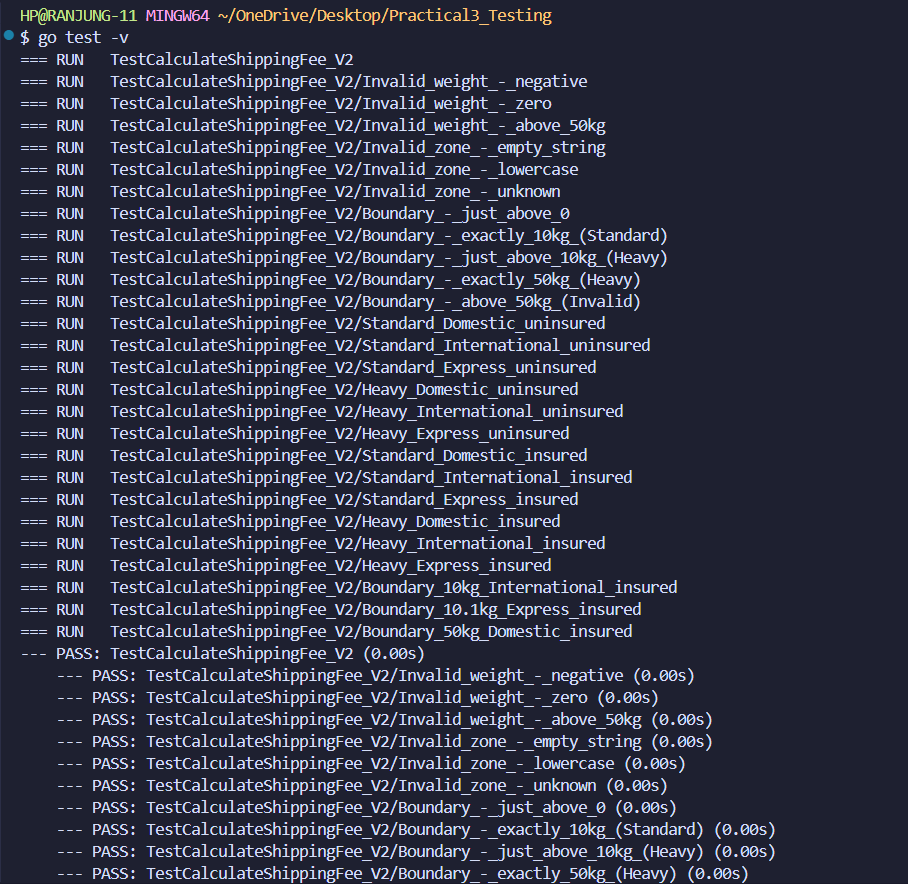 HP@RANJUNG-11 MINGW64 ~/OneDrive/Desktop/Practical3_Testing
$ go test -v
=== RUN   TestCalculateShippingFee_V2
=== RUN   TestCalculateShippingFee_V2/Invalid_weight_-_negative
=== RUN   TestCalculateShippingFee_V2/Invalid_weight_-_zero
=== RUN   TestCalculateShippingFee_V2/Invalid_weight_-_above_50kg
=== RUN   TestCalculateShippingFee_V2/Invalid_zone_-_empty_string
=== RUN   TestCalculateShippingFee_V2/Invalid_zone_-_lowercase
=== RUN   TestCalculateShippingFee_V2/Invalid_zone_-_unknown
=== RUN   TestCalculateShippingFee_V2/Boundary_-_just_above_0
=== RUN   TestCalculateShippingFee_V2/Boundary_-_exactly_10kg_(Standard)
=== RUN   TestCalculateShippingFee_V2/Boundary_-_just_above_10kg_(Heavy)
=== RUN   TestCalculateShippingFee_V2/Boundary_-_exactly_50kg_(Heavy)
=== RUN   TestCalculateShippingFee_V2/Boundary_-_above_50kg_(Invalid)
=== RUN   TestCalculateShippingFee_V2/Standard_Domestic_uninsured
=== RUN   TestCalculateShippingFee_V2/Standard_International_uninsured
=== RUN   TestCalculateShippingFee_V2/Standard_Express_uninsured
=== RUN   TestCalculateShippingFee_V2/Heavy_Domestic_uninsured
=== RUN   TestCalculateShippingFee_V2/Heavy_International_uninsured
=== RUN   TestCalculateShippingFee_V2/Heavy_Express_uninsured
=== RUN   TestCalculateShippingFee_V2/Standard_Domestic_insured
=== RUN   TestCalculateShippingFee_V2/Standard_International_insured
=== RUN   TestCalculateShippingFee_V2/Standard_Express_insured
=== RUN   TestCalculateShippingFee_V2/Heavy_Domestic_insured
=== RUN   TestCalculateShippingFee_V2/Heavy_International_insured
=== RUN   TestCalculateShippingFee_V2/Heavy_Express_insured
=== RUN   TestCalculateShippingFee_V2/Boundary_10kg_International_insured
=== RUN   TestCalculateShippingFee_V2/Boundary_10.1kg_Express_insured
=== RUN   TestCalculateShippingFee_V2/Boundary_50kg_Domestic_insured
--- PASS: TestCalculateShippingFee_V2 (0.00s)
    --- PASS: TestCalculateShippingFee_V2/Invalid_weight_-_negative (0.00s)
    --- PASS: TestCalculateShippingFee_V2/Invalid_weight_-_zero (0.00s)
    --- PASS: TestCalculateShippingFee_V2/Invalid_weight_-_above_50kg (0.00s)
    --- PASS: TestCalculateShippingFee_V2/Invalid_zone_-_empty_string (0.00s)
    --- PASS: TestCalculateShippingFee_V2/Invalid_zone_-_lowercase (0.00s)
    --- PASS: TestCalculateShippingFee_V2/Invalid_zone_-_unknown (0.00s)
    --- PASS: TestCalculateShippingFee_V2/Boundary_-_just_above_0 (0.00s)
    --- PASS: TestCalculateShippingFee_V2/Boundary_-_exactly_10kg_(Standard) (0.00s)
    --- PASS: TestCalculateShippingFee_V2/Boundary_-_just_above_10kg_(Heavy) (0.00s)
    --- PASS: TestCalculateShippingFee_V2/Boundary_-_exactly_50kg_(Heavy) (0.00s)